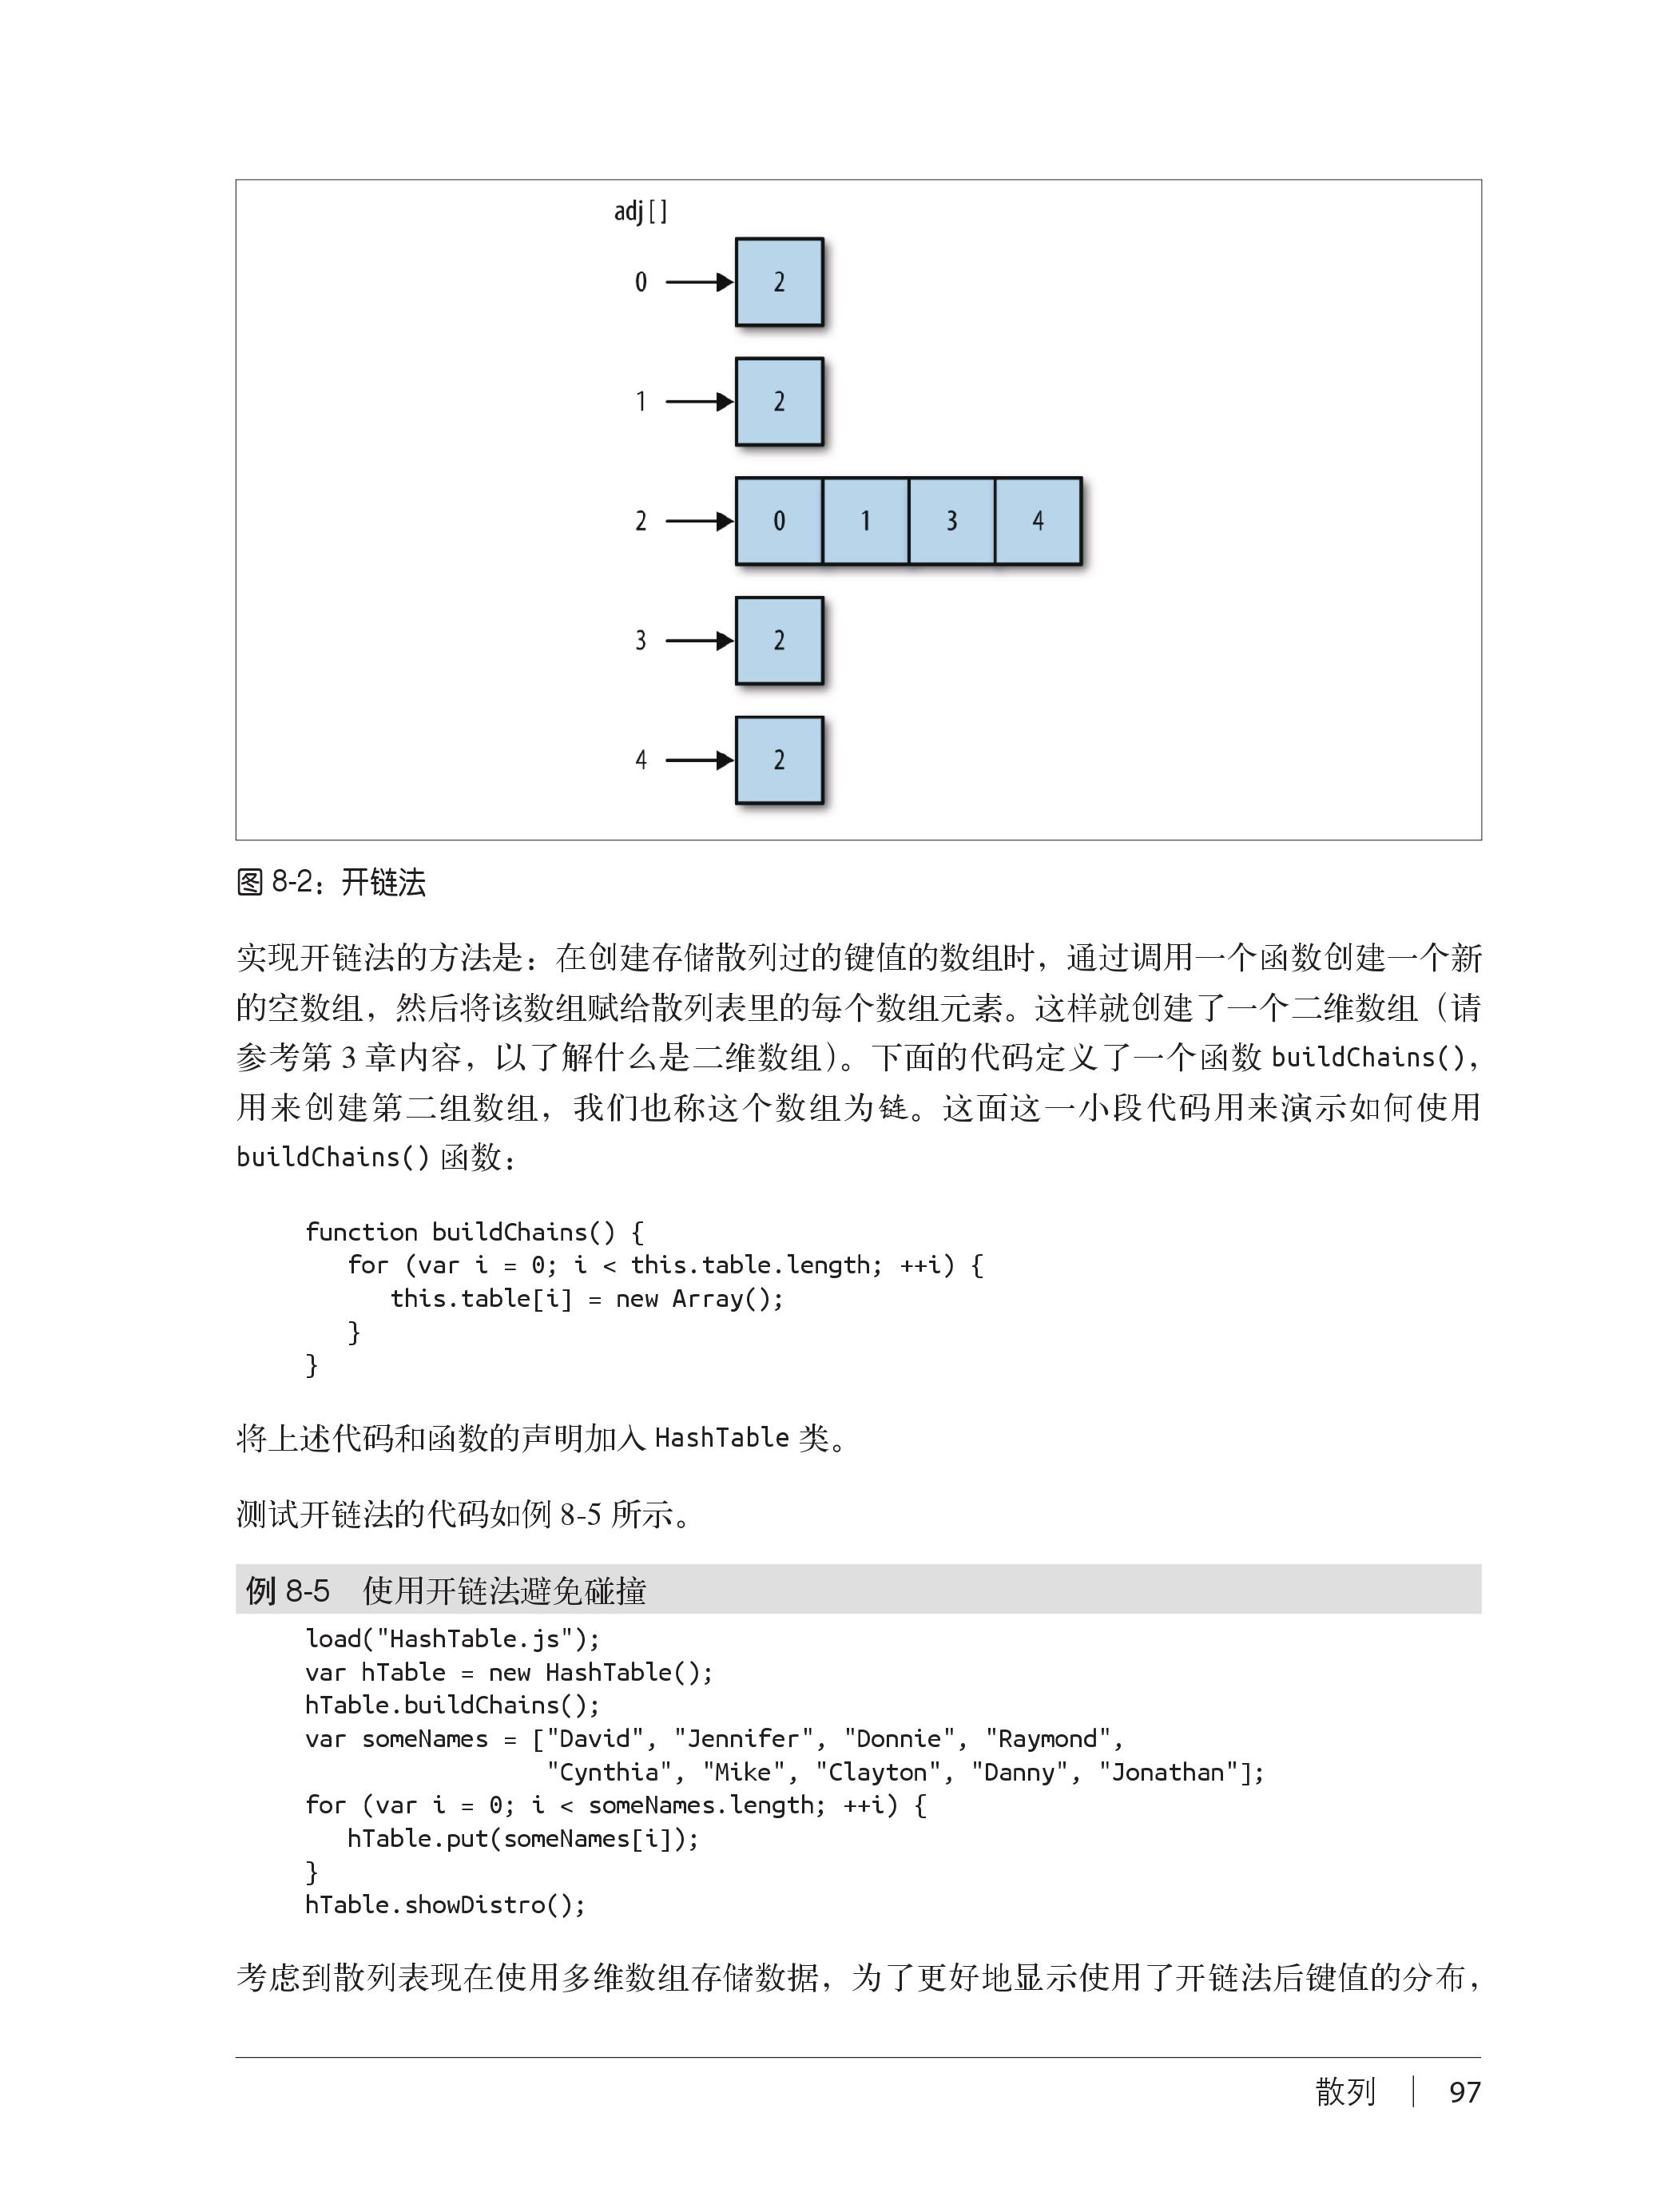 adj[]
0 2
1 2
2 0 1 3 4
3 2
4 2
图 8-2：开链法
实现开链法的方法是：在创建存储散列过的键值的数组时，通过调用一个函数创建一个新
的空数组，然后将该数组赋给散列表里的每个数组元素。这样就创建了一个二维数组（请
参考第 3 章内容，以了解什么是二维数组）。下面的代码定义了一个函数 buildChains()，
用来创建第二组数组，我们也称这个数组为链。这面这一小段代码用来演示如何使用
buildChains() 函数：
function buildChains() {
   for (var i = 0; i < this.table.length; ++i) {
      this.table[i] = new Array();
   }
}
将上述代码和函数的声明加入 HashTable 类。
测试开链法的代码如例 8-5 所示。
例 8-5　使用开链法避免碰撞
load("HashTable.js");
var hTable = new HashTable();
hTable.buildChains();
var someNames = ["David", "Jennifer", "Donnie", "Raymond",
                 "Cynthia", "Mike", "Clayton", "Danny", "Jonathan"];
for (var i = 0; i < someNames.length; ++i) {
   hTable.put(someNames[i]);
}
hTable.showDistro();
考虑到散列表现在使用多维数组存储数据，为了更好地显示使用了开链法后键值的分布，
散列 | 97